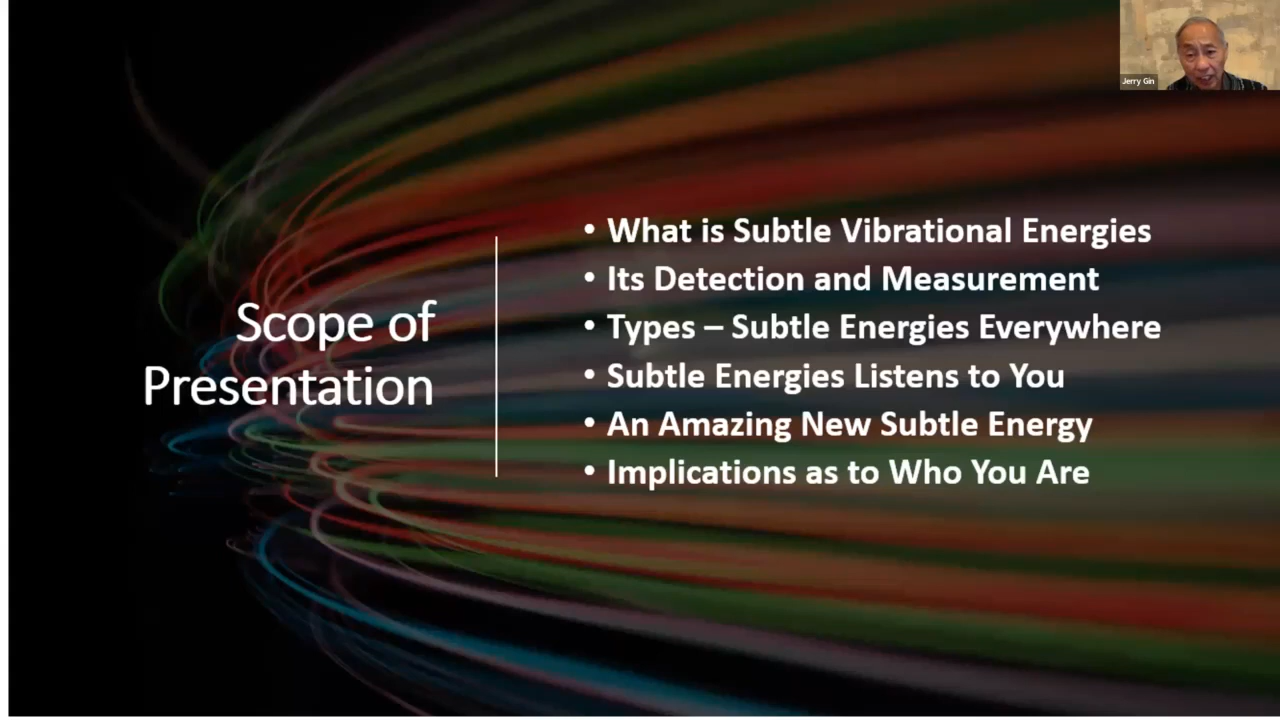 Jerry Gin
Scope of
Presentation
• What is Subtle Vibrational Energies
• Its Detection and Measurement
• Types – Subtle Energies Everywhere
• Subtle Energies Listens to You
• An Amazing New Subtle Energy
• Implications as to Who You Are